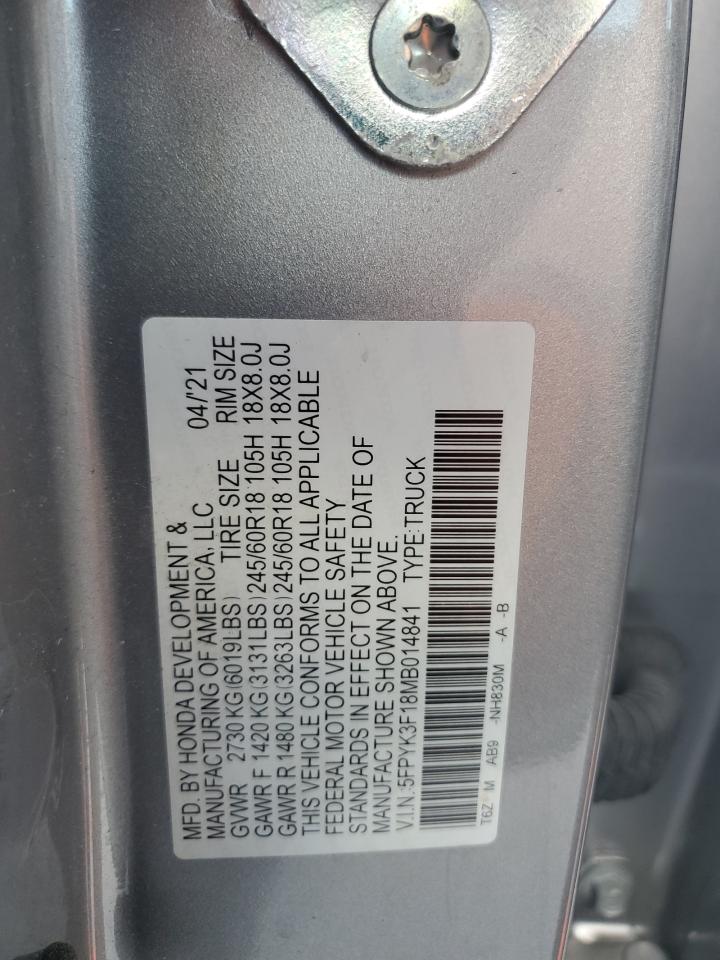 MFD. BY HONDA DEVELOPMENT &
MANUFACTURING OF AMERICA, LLC 04/'21
GVWR 2730 KG (6019LBS) TIRE SIZE RIM SIZE
GAWR F 1420 KG (3131LBS) 245/60R18 105H 18X8.0J
GAWR R 1480 KG (3263LBS) 245/60R18 105H 18X8.0J
THIS VEHICLE CONFORMS TO ALL APPLICABLE
FEDERAL MOTOR VEHICLE SAFETY
STANDARDS IN EFFECT ON THE DATE OF
MANUFACTURE SHOWN ABOVE.
V.I.N.:5FPYK3F18MB014841 TYPE:TRUCK
T6Z M AB9 -NH830M -A -B